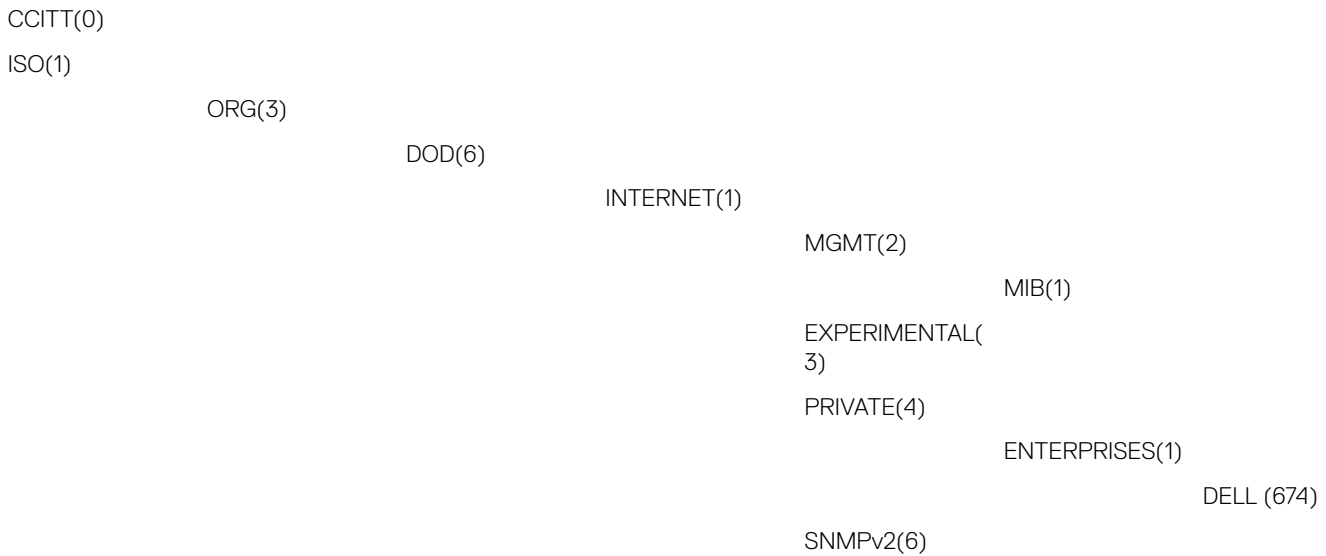 CCITT(0)
ISO(1)
ORG(3)
DOD(6)
INTERNET(1)
MGMT(2)
MIB(1)
EXPERIMENTAL(
3)
PRIVATE(4)
ENTERPRISES(1)
DELL (674)
SNMPv2(6)